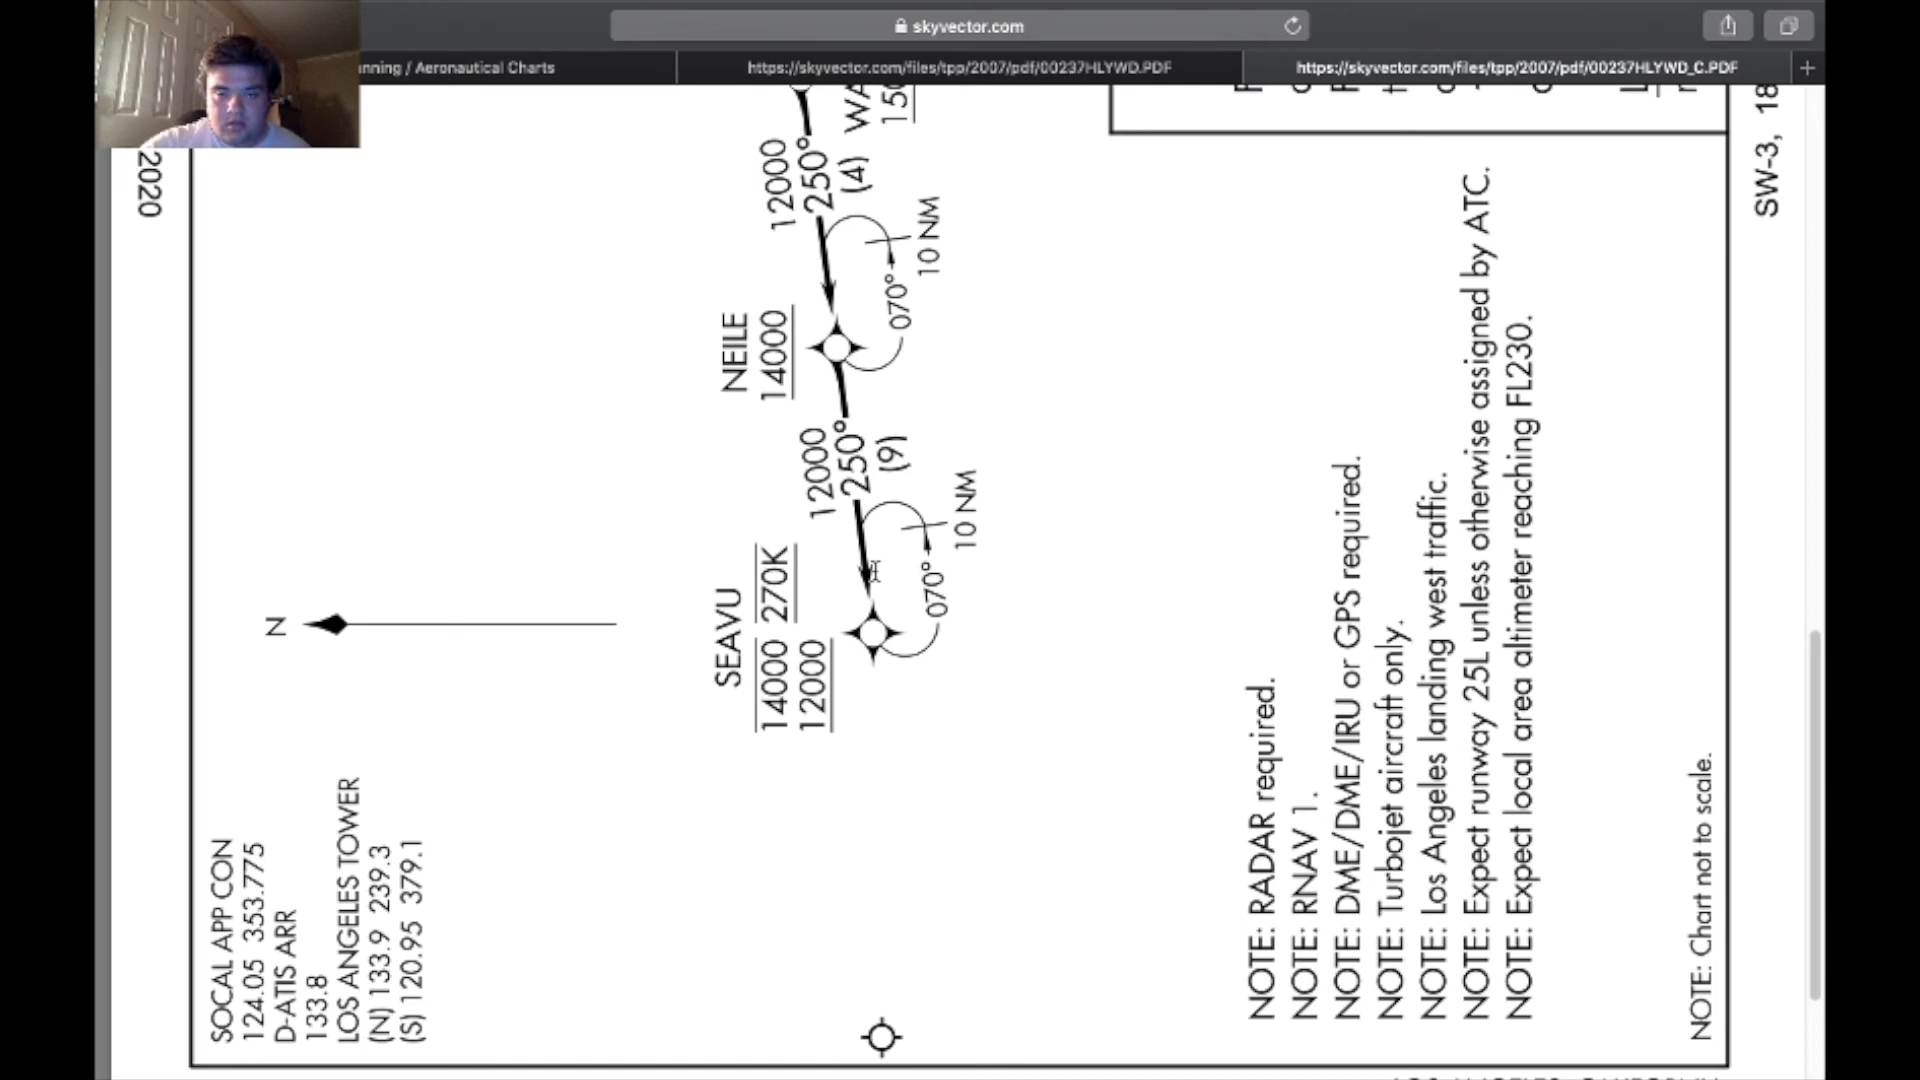 skyvector.com
nning / Aeronautical Charts
https://skyvector.com/files/tpp/2007/pdf/00237HLYWD.PDF
https://skyvector.com/files/tpp/2007/pdf/00237HLYWD_C.PDF
2020
SW-3, 18
12000
250°
(4)
WA
150
10 NM
070°
NEILE
14000
12000
250°
(9)
10 NM
070°
SEAVU
14000 270K
12000
N
SOCAL APP CON
124.05 353.775
D-ATIS ARR
133.8
LOS ANGELES TOWER
(N) 133.9 239.3
(S) 120.95 379.1
NOTE: RADAR required.
NOTE: RNAV 1.
NOTE: DME/DME/IRU or GPS required.
NOTE: Turbojet aircraft only.
NOTE: Los Angeles landing west traffic.
NOTE: Expect runway 25L unless otherwise assigned by ATC.
NOTE: Expect local area altimeter reaching FL230.
NOTE: Chart not to scale.